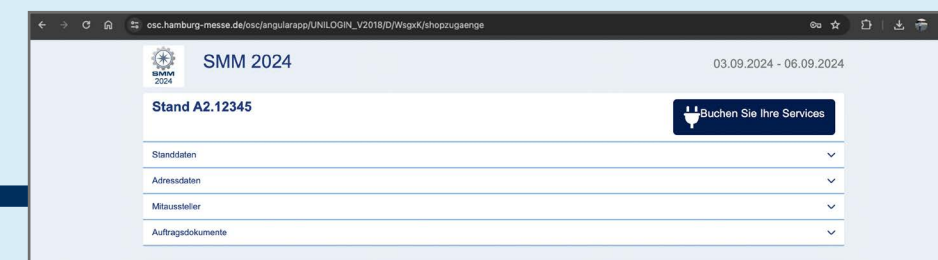 osc.hamburg-messe.de/osc/angularapp/UNILOGIN_V2018/D/WsgxK/shopzugaenge
SMM
2024
SMM 2024
03.09.2024 - 06.09.2024
Stand A2.12345
Buchen Sie Ihre Services
Standdaten
Adressdaten
Mitaussteller
Auftragsdokumente